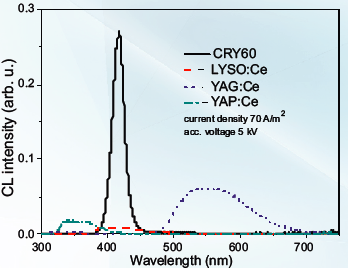 0.3
0.2
0.1
0.0
CL intensity (arb. u.)
CRY60
LYSO:Ce
YAG:Ce
YAP:Ce
current density 70 A/m2
acc. voltage 5 kV
300 400 500 600 700
Wavelength (nm)